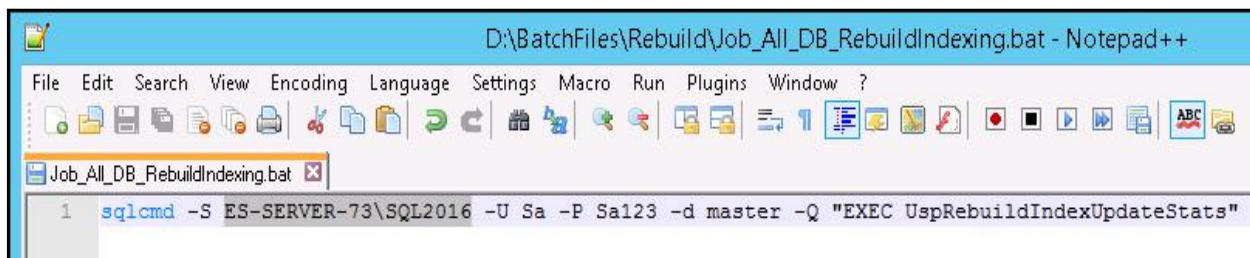 D:\BatchFiles\Rebuild\Job_All_DB_RebuildIndexing.bat - Notepad++
File Edit Search View Encoding Language Settings Macro Run Plugins Window ?
ABC
Job_All_DB_RebuildIndexing.bat
1 sqlcmd -S ES-SERVER-73\SQL2016 -U Sa -P Sa123 -d master -Q "EXEC UspRebuildIndexUpdateStats"